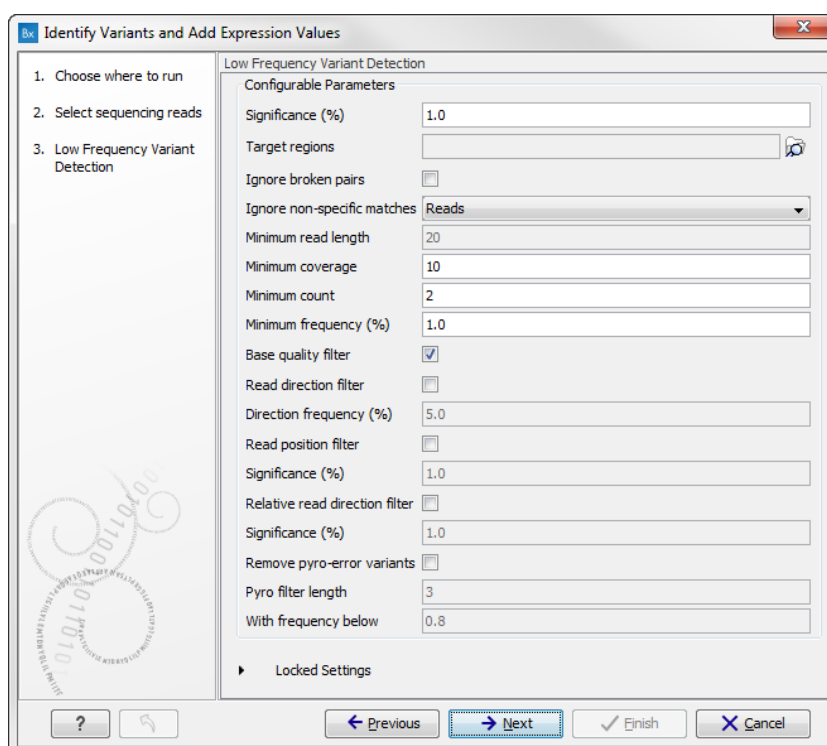 Bx Identify Variants and Add Expression Values X
1. Choose where to run
2. Select sequencing reads
3. Low Frequency Variant
Detection
Low Frequency Variant Detection
Configurable Parameters
Significance (%) 1.0
Target regions
Ignore broken pairs
Ignore non-specific matches Reads
Minimum read length 20
Minimum coverage 10
Minimum count 2
Minimum frequency (%) 1.0
Base quality filter
Read direction filter
Direction frequency (%) 5.0
Read position filter
Significance (%) 1.0
Relative read direction filter
Significance (%) 1.0
Remove pyro-error variants
Pyro filter length 3
With frequency below 0.8
Locked Settings
? Previous Next Finish Cancel